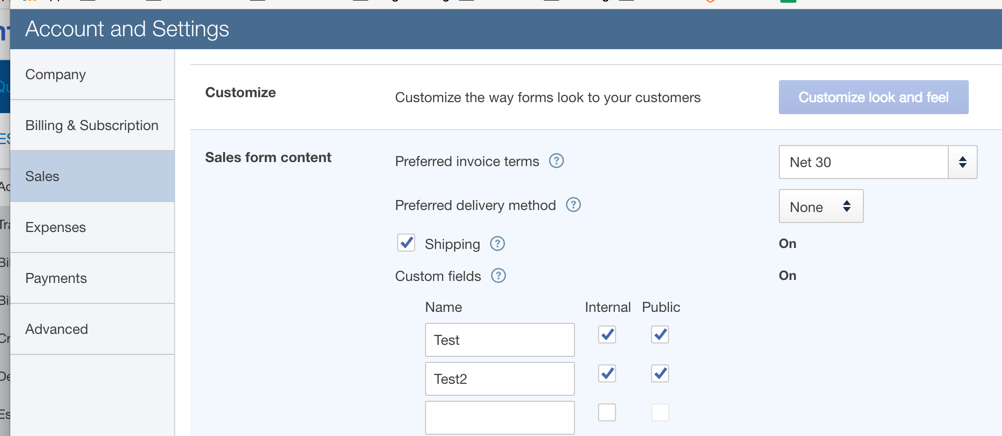 Account and Settings
Company
Billing & Subscription
Sales
Expenses
Payments
Advanced
Customize Customize the way forms look to your customers Customize look and feel
Sales form content Preferred invoice terms ? Net 30
Preferred delivery method ? None
Shipping ? On
Custom fields ? On
Name Internal Public
Test
Test2